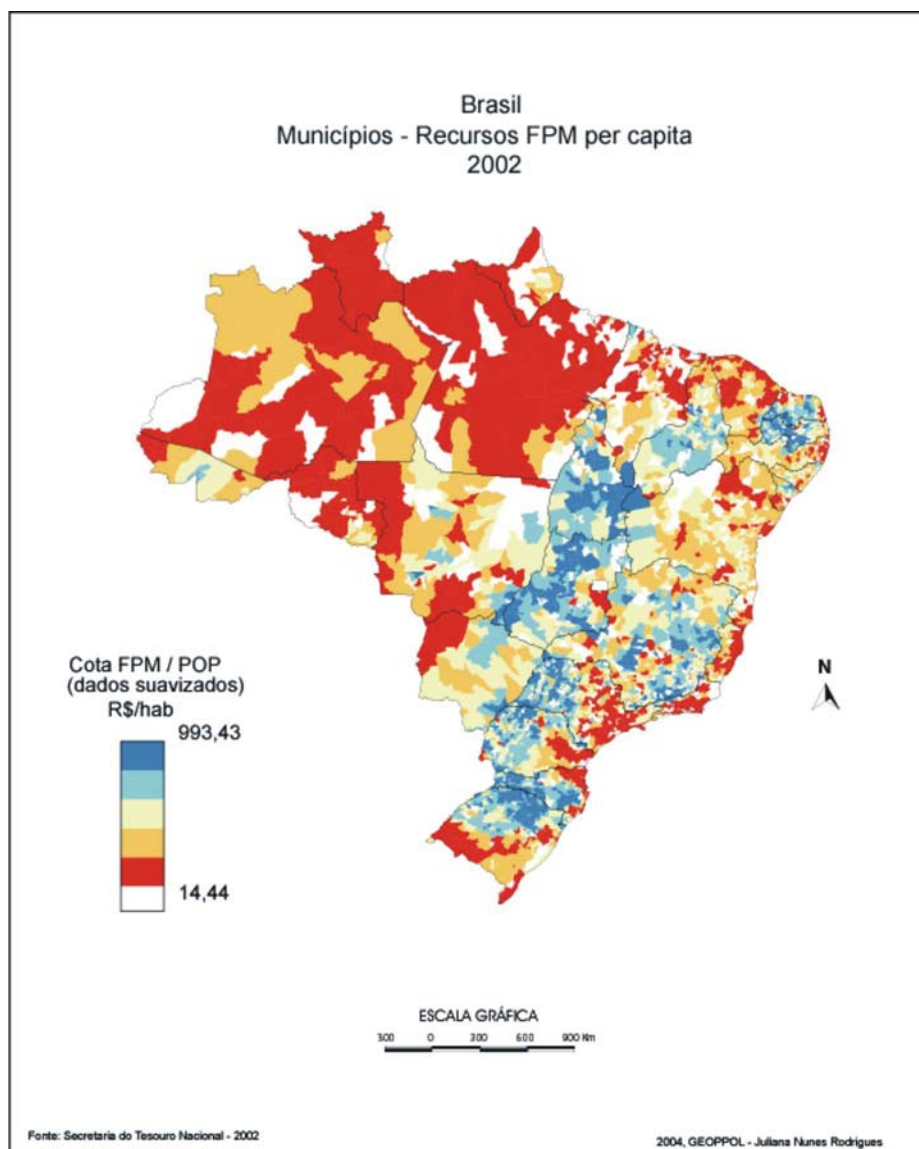 Brasil
Municípios - Recursos FPM per capita
2002
Cota FPM / POP
(dados suavizados)
R$/hab
993,43
14,44
N
ESCALA GRÁFICA
300 0 300 600 900 Km
Fonte: Secretaria do Tesouro Nacional - 2002
2004, GEOPPOL - Juliana Nunes Rodrigues